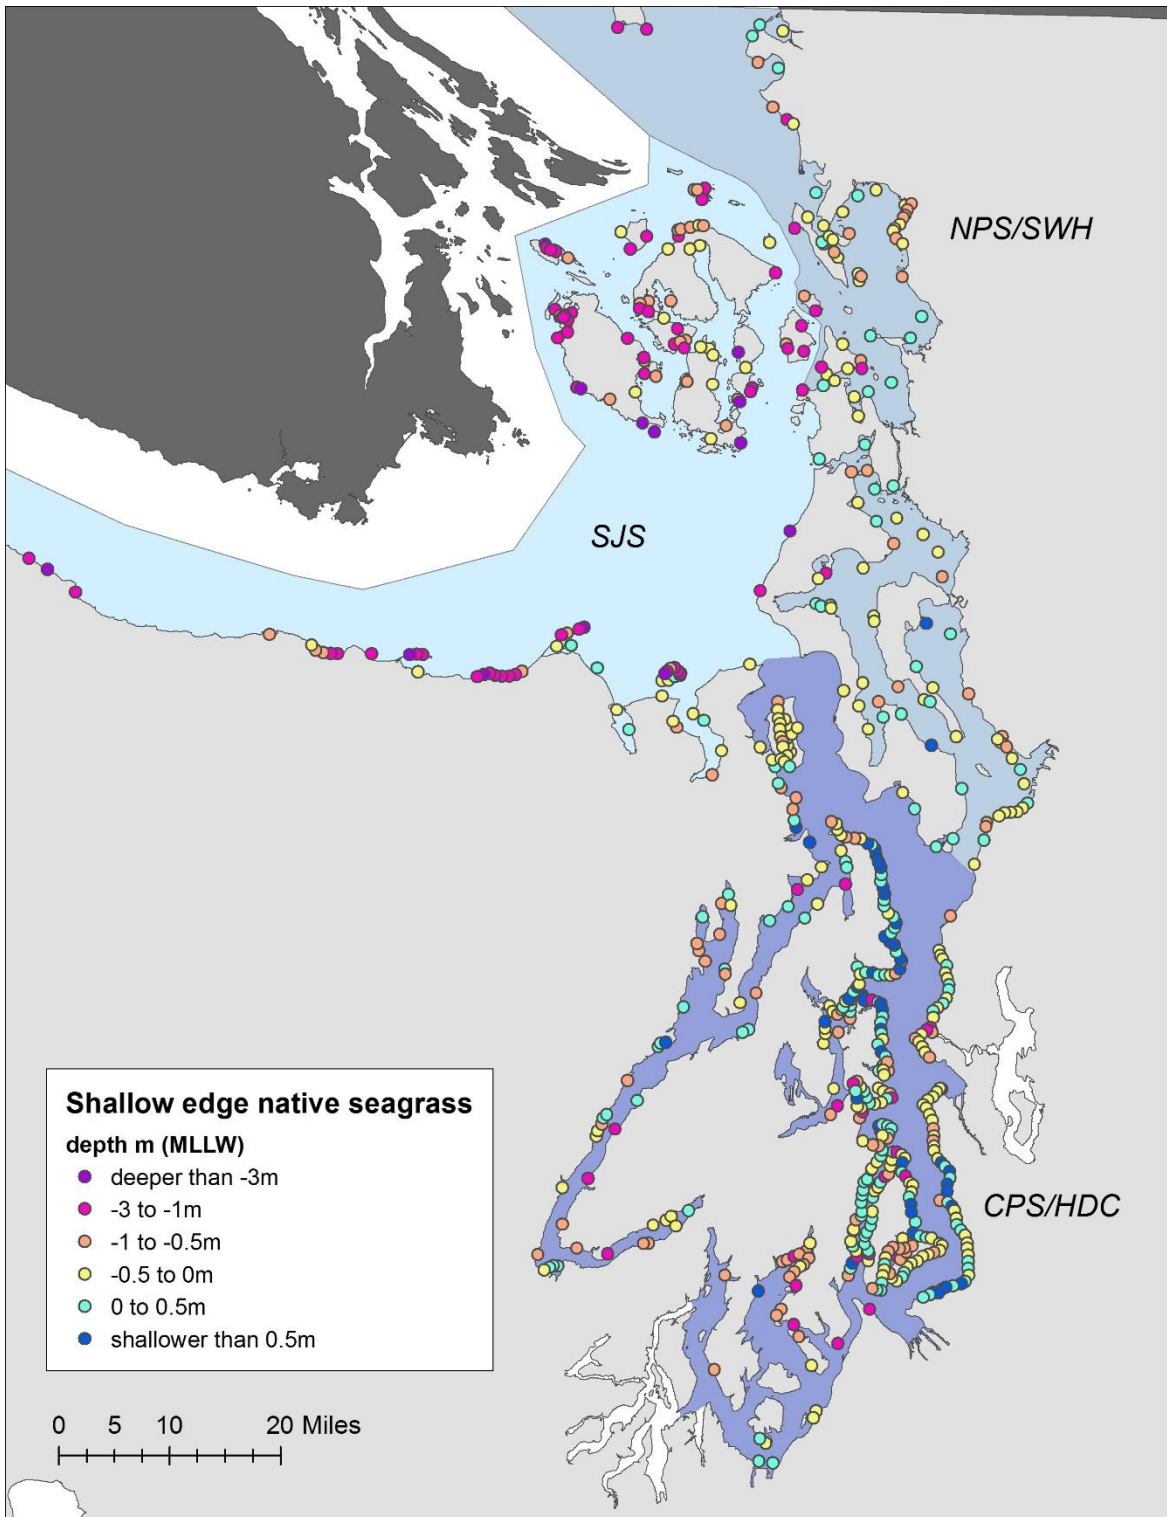 NPS/SWH
SJS
CPS/HDC
Shallow edge native seagrass
depth m (MLLW)
deeper than -3m
-3 to -1m
-1 to -0.5m
-0.5 to 0m
0 to 0.5m
shallower than 0.5m
0 5 10 20 Miles